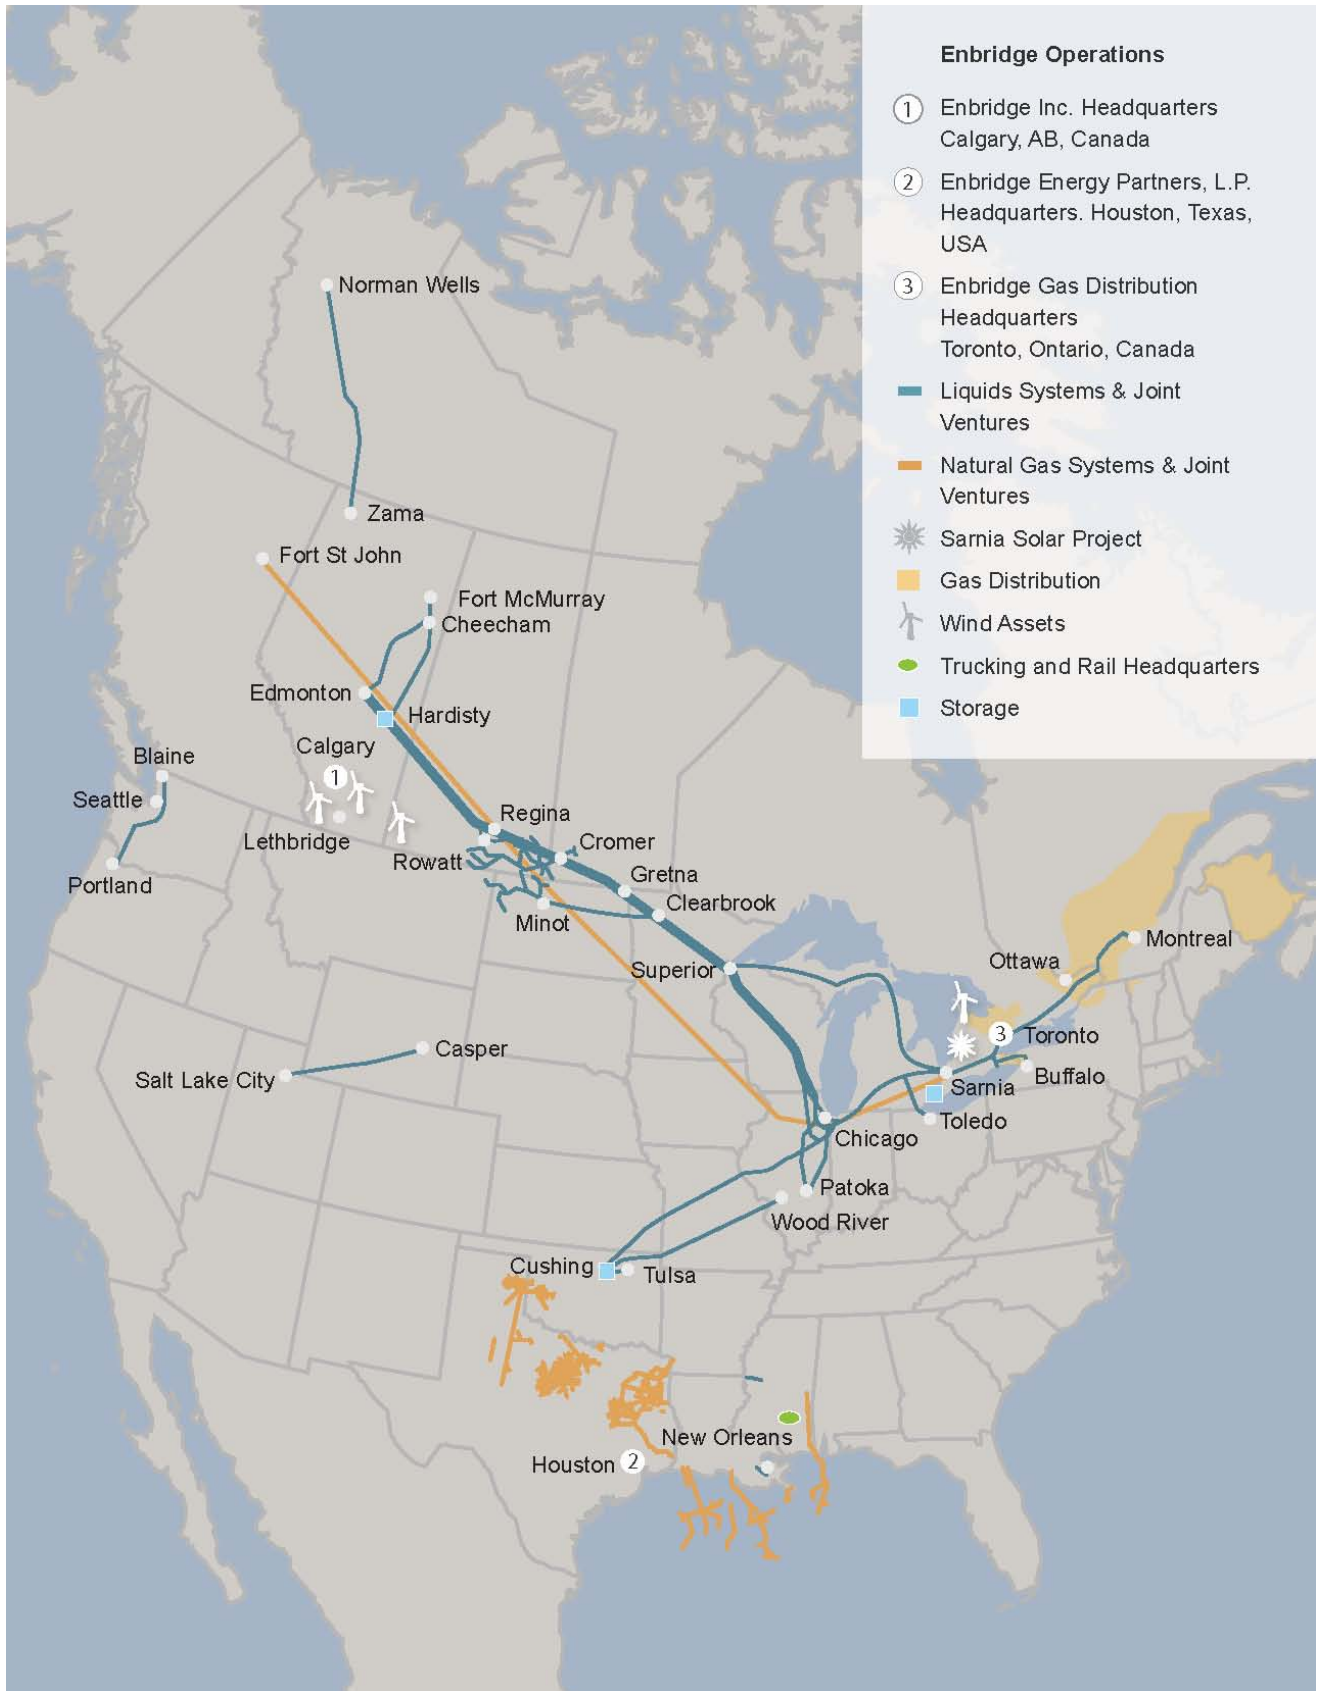 Enbridge Operations
1
Enbridge Inc. Headquarters
Calgary, AB, Canada
2
Enbridge Energy Partners, L.P.
Headquarters. Houston, Texas,
USA
3
Enbridge Gas Distribution
Headquarters
Toronto, Ontario, Canada
Liquids Systems & Joint
Ventures
Natural Gas Systems & Joint
Ventures
Sarnia Solar Project
Gas Distribution
Wind Assets
Trucking and Rail Headquarters
Storage
Norman Wells
Zama
Fort St John
Fort McMurray
Cheecham
Edmonton
Hardisty
Calgary
1
Blaine
Seattle
Lethbridge
Portland
Regina
Rowatt
Cromer
Gretna
Clearbrook
Minot
Superior
Montreal
Ottawa
3
Toronto
Buffalo
Sarnia
Toledo
Casper
Salt Lake City
Chicago
Patoka
Wood River
Cushing
Tulsa
New Orleans
Houston
2